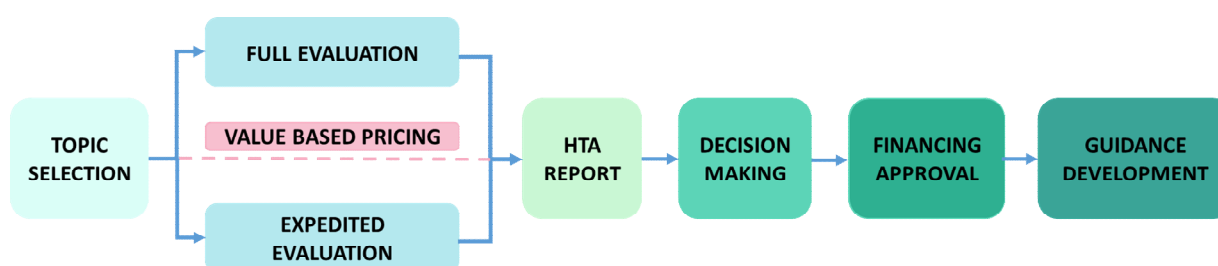 TOPIC
SELECTION
FULL EVALUATION
VALUE BASED PRICING
EXPEDITED
EVALUATION
HTA
REPORT
DECISION
MAKING
FINANCING
APPROVAL
GUIDANCE
DEVELOPMENT